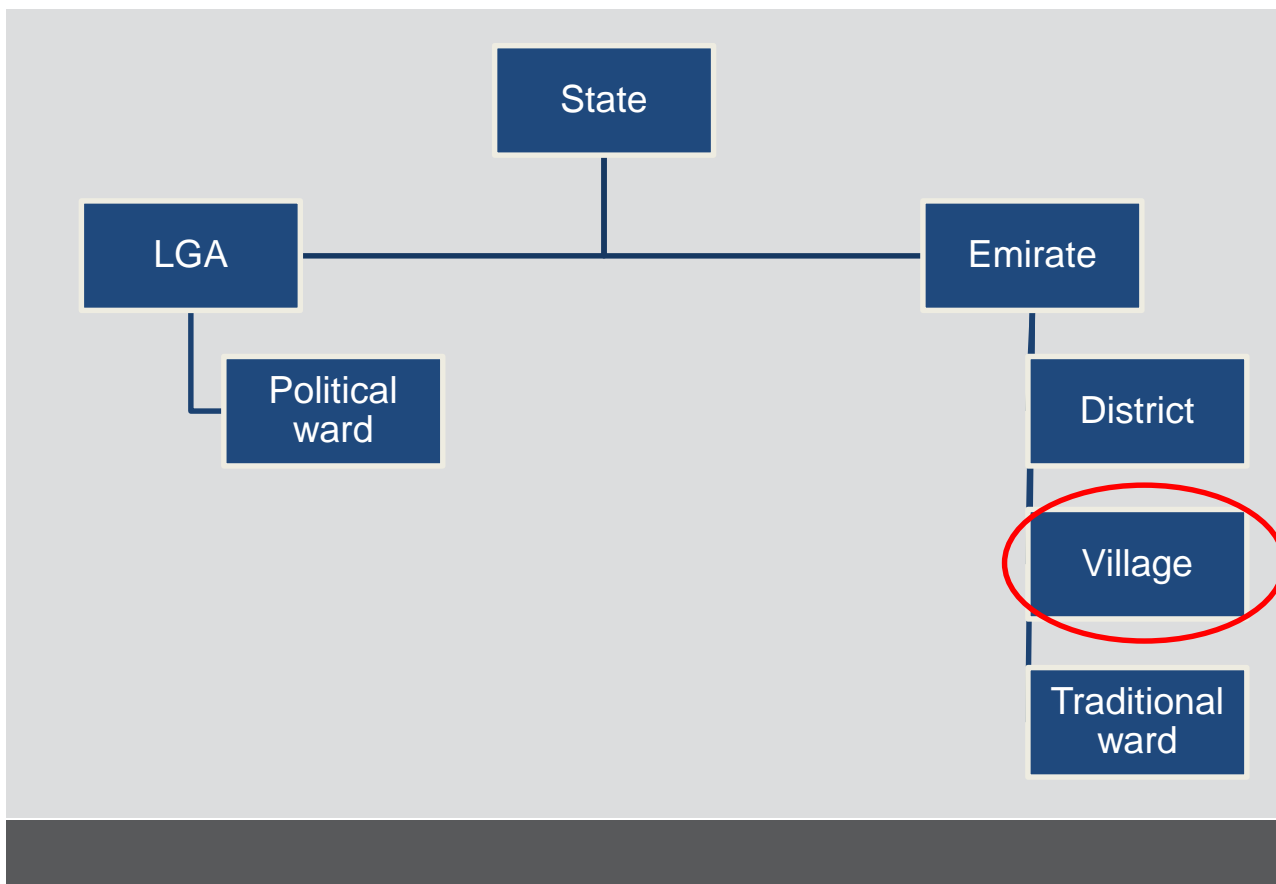 State
LGA
Emirate
Political
ward
District
Village
Traditional
ward